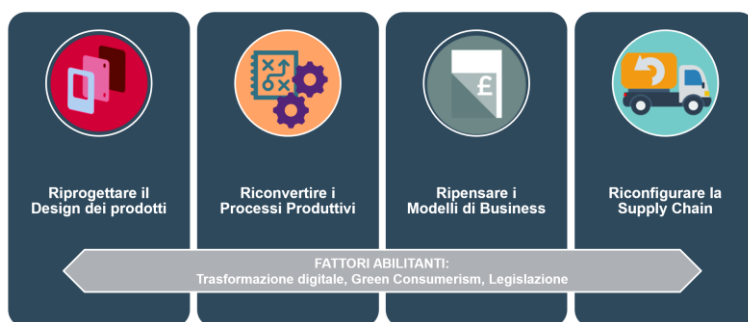 £
Riprogettare il
Design dei prodotti
Riconvertire i
Processi Produttivi
Ripensare i
Modelli di Business
Riconfigurare la
Supply Chain
FATTORI ABILITANTI:
Trasformazione digitale, Green Consumerism, Legislazione